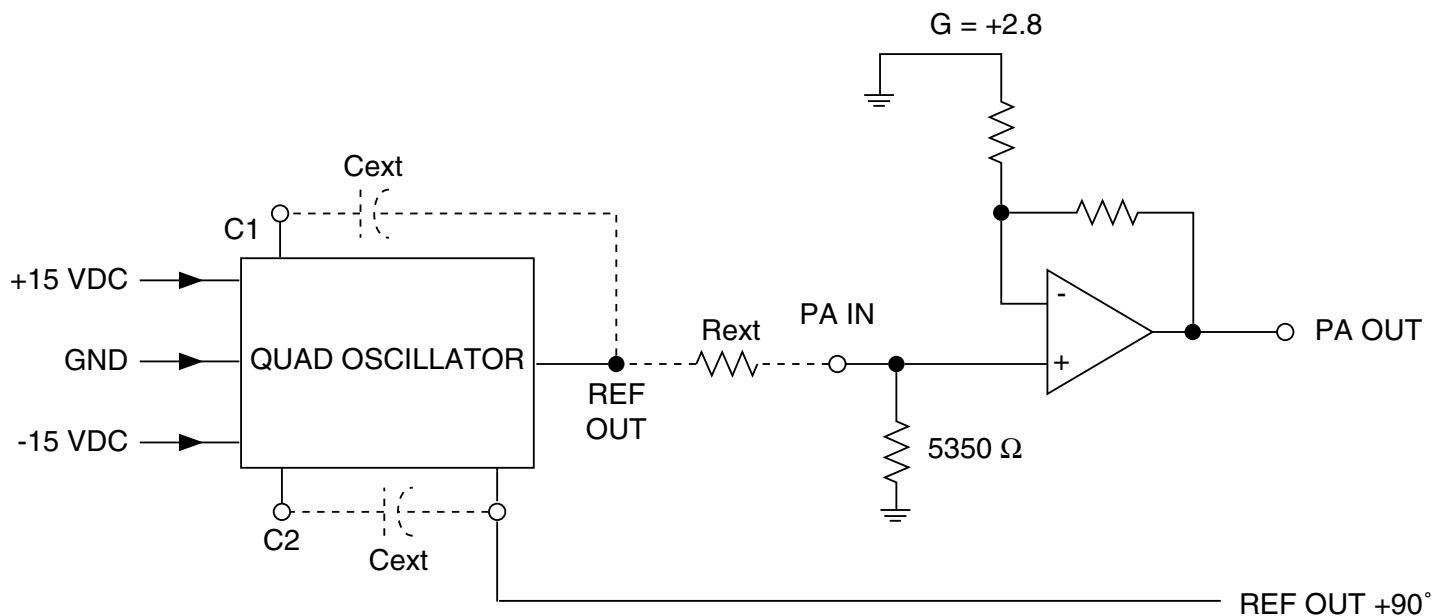 G = +2.8
Cext
C1
+15 VDC
GND
-15 VDC
QUAD OSCILLATOR
REF
OUT
Rext
PA IN
-
+
PA OUT
5350 Ω
C2
Cext
REF OUT +90°